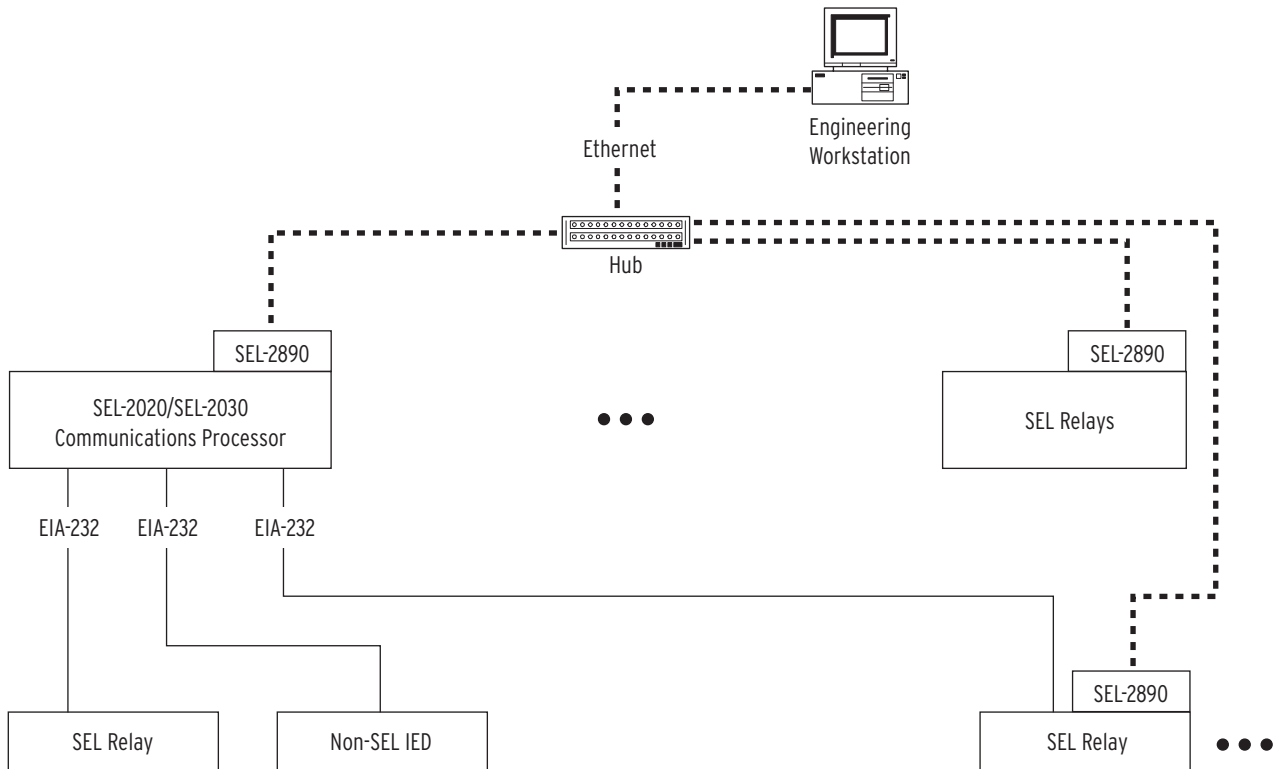 Engineering
Workstation
Ethernet
Hub
SEL-2890
SEL-2890
SEL-2020/SEL-2030
Communications Processor
SEL Relays
EIA-232
EIA-232
EIA-232
SEL-2890
SEL Relay
Non-SEL IED
SEL Relay